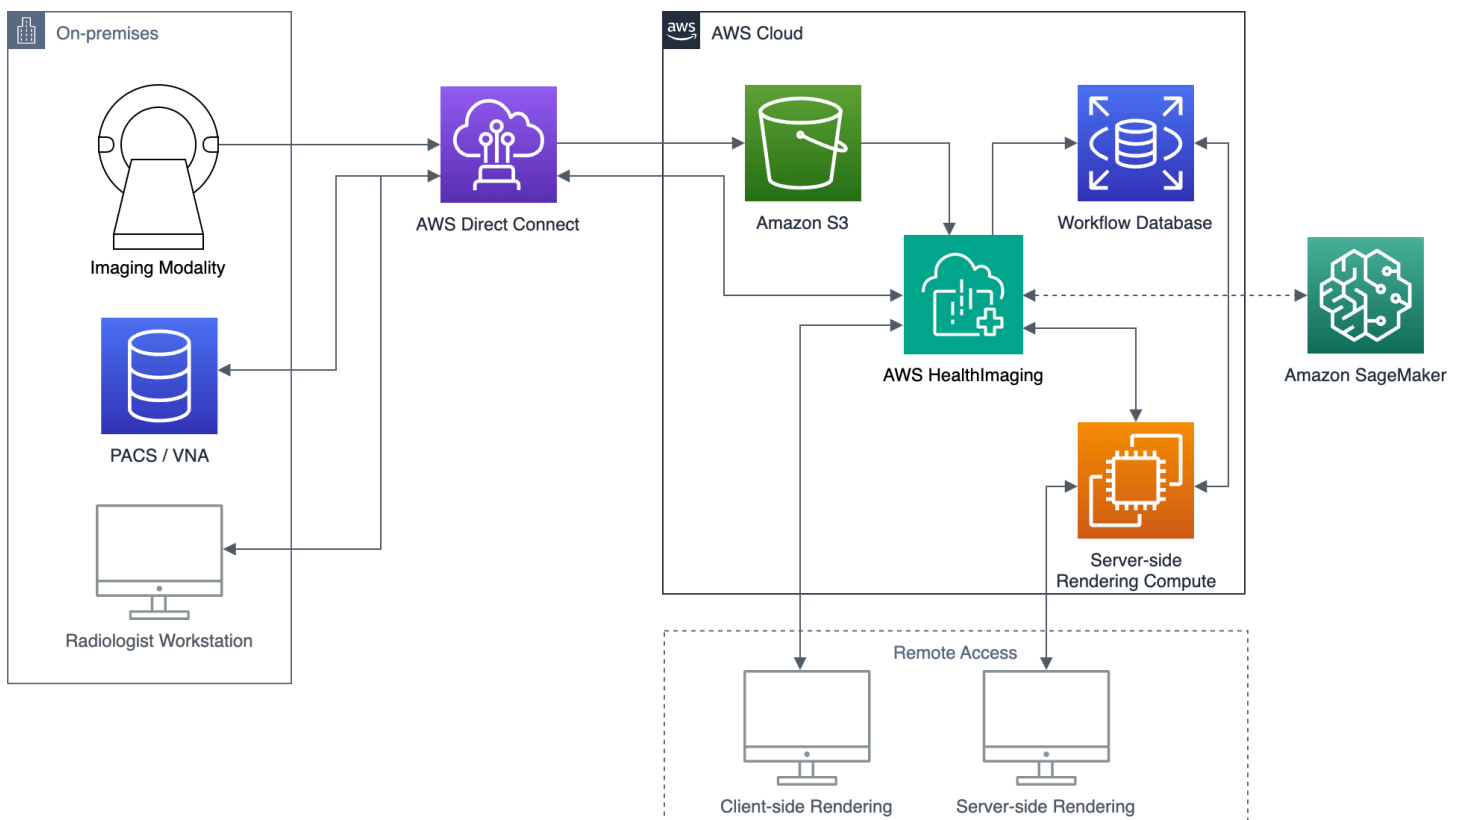 On-premises
aws
AWS Cloud
Imaging Modality
AWS Direct Connect
Amazon S3
Workflow Database
AWS HealthImaging
Amazon SageMaker
PACS / VNA
Server-side
Rendering Compute
Radiologist Workstation
Remote Access
Client-side Rendering
Server-side Rendering